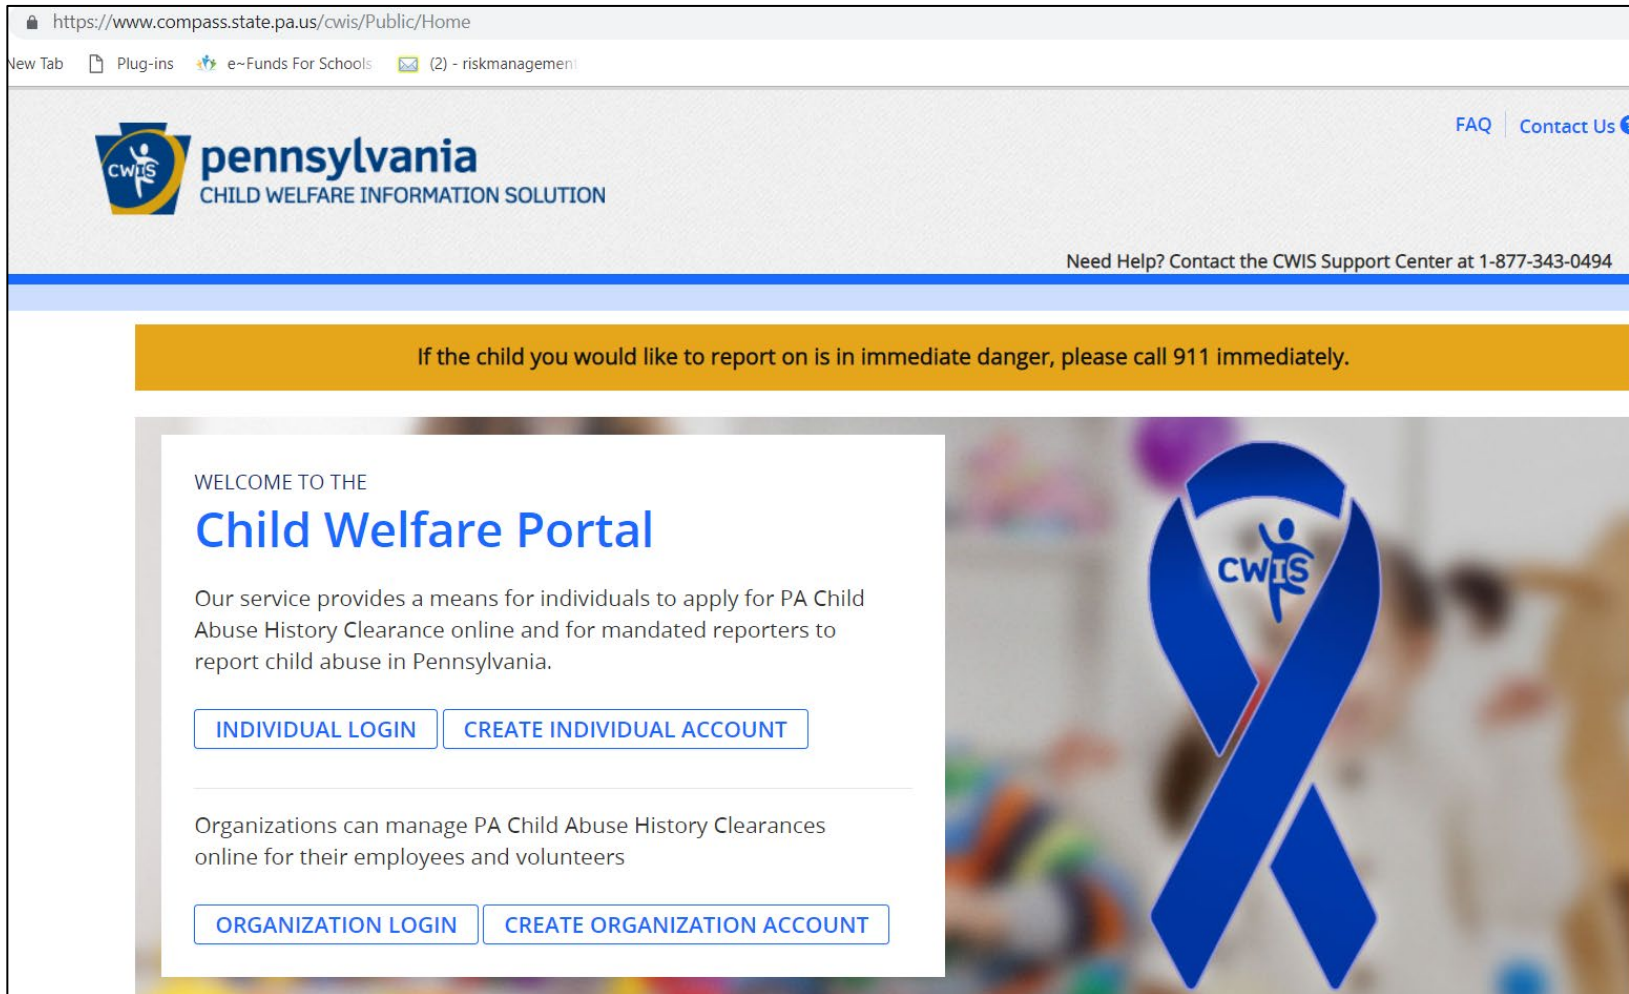 https://www.compass.state.pa.us/cwis/Public/Home
New Tab Plug-ins e~Funds For Schools (2) - riskmanagement
CWIS
pennsylvania
CHILD WELFARE INFORMATION SOLUTION
FAQ Contact Us
Need Help? Contact the CWIS Support Center at 1-877-343-0494
If the child you would like to report on is in immediate danger, please call 911 immediately.
WELCOME TO THE
Child Welfare Portal
Our service provides a means for individuals to apply for PA Child
Abuse History Clearance online and for mandated reporters to
report child abuse in Pennsylvania.
INDIVIDUAL LOGIN CREATE INDIVIDUAL ACCOUNT
Organizations can manage PA Child Abuse History Clearances
online for their employees and volunteers
ORGANIZATION LOGIN CREATE ORGANIZATION ACCOUNT
CWIS